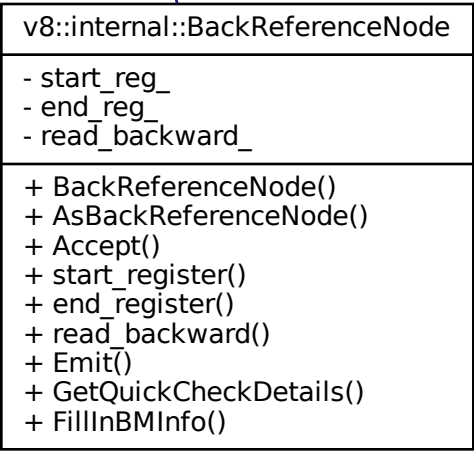 v8::internal::BackReferenceNode
- start_reg_
- end_reg_
- read_backward_
+ BackReferenceNode()
+ AsBackReferenceNode()
+ Accept()
+ start_register()
+ end_register()
+ read_backward()
+ Emit()
+ GetQuickCheckDetails()
+ FillInBMInfo()